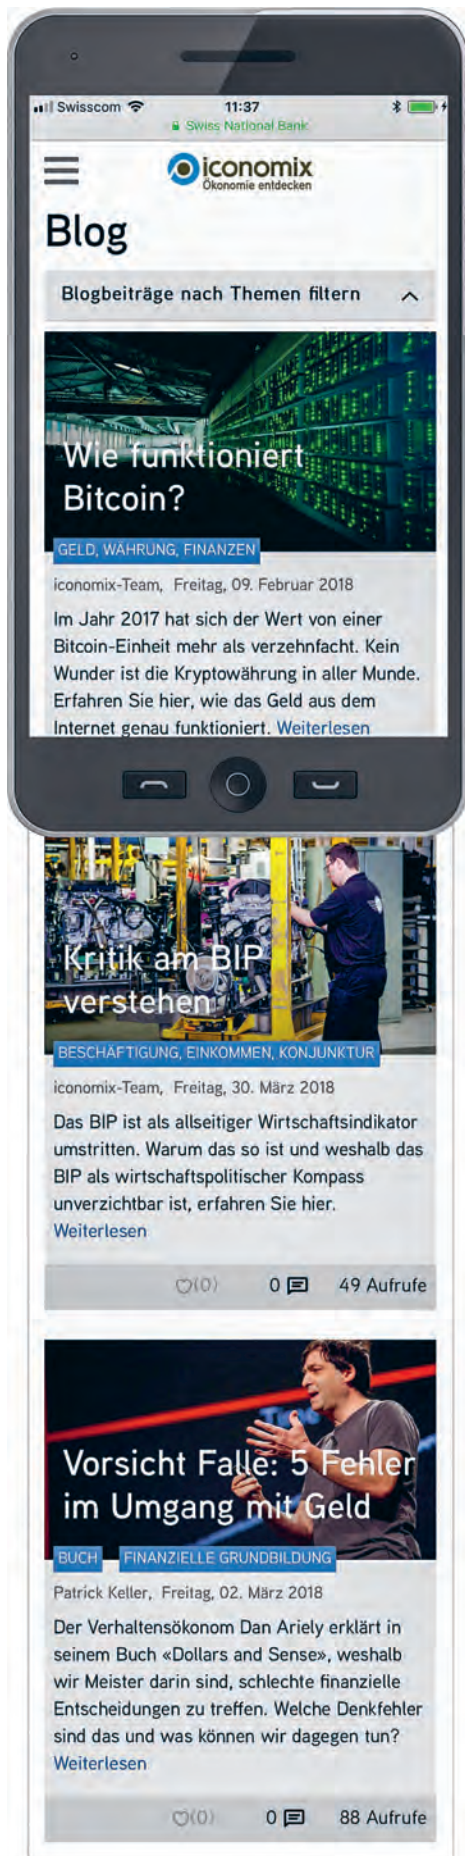 Swisscom
11:37
Swiss National Bank
iconomix
Ökonomie entdecken
Blog
Blogbeiträge nach Themen filtern
Wie funktioniert
Bitcoin?
GELD, WÄHRUNG, FINANZEN
iconomix-Team, Freitag, 09. Februar 2018
Im Jahr 2017 hat sich der Wert von einer
Bitcoin-Einheit mehr als verzehnfacht. Kein
Wunder ist die Kryptowährung in aller Munde.
Erfahren Sie hier, wie das Geld aus dem
Internet genau funktioniert. Weiterlesen
Kritik am BIP
verstehen
BESCHÄFTIGUNG, EINKOMMEN, KONJUNKTUR
iconomix-Team, Freitag, 30. März 2018
Das BIP ist als allseitiger Wirtschaftsindikator
umstritten. Warum das so ist und weshalb das
BIP als wirtschaftspolitischer Kompass
unverzichtbar ist, erfahren Sie hier.
Weiterlesen
(0) 0 49 Aufrufe
Vorsicht Falle: 5 Fehler
im Umgang mit Geld
BUCH FINANZIELLE GRUNDBILDUNG
Patrick Keller, Freitag, 02. März 2018
Der Verhaltensökonom Dan Ariely erklärt in
seinem Buch «Dollars and Sense», weshalb
wir Meister darin sind, schlechte finanzielle
Entscheidungen zu treffen. Welche Denkfehler
sind das und was können wir dagegen tun?
Weiterlesen
(0) 0 88 Aufrufe